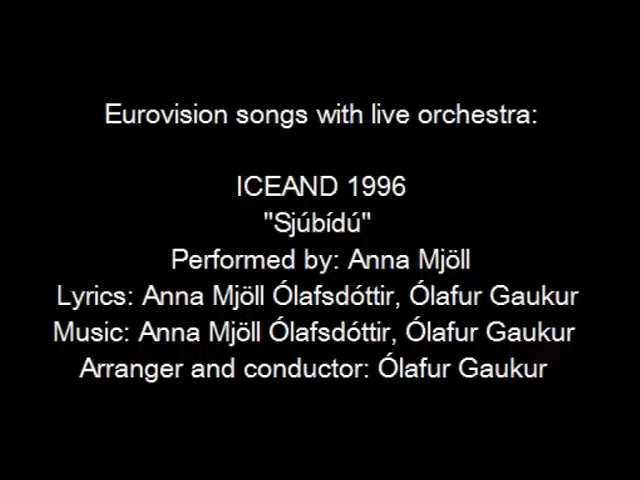 Eurovision songs with live orchestra:
ICEAND 1996
"Sjúbídú"
Performed by: Anna Mjöll
Lyrics: Anna Mjöll Ólafsdóttir, Ólafur Gaukur
Music: Anna Mjöll Ólafsdóttir, Ólafur Gaukur
Arranger and conductor: Ólafur Gaukur